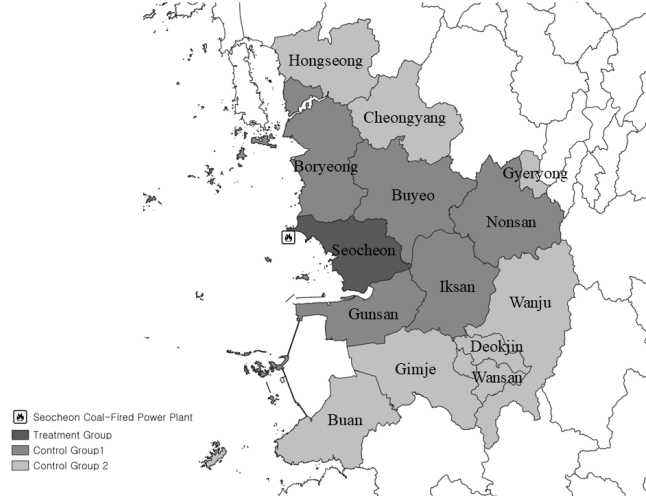 Hongseong
Cheongyang
Gyeryong
Boryeong
Buyeo
Nonsan
Seocheon
Iksan
Wanju
Gunsan
Deokjin
Gimje
Wansan
Buan
Seocheon Coal-Fired Power Plant
Treatment Group
Control Group1
Control Group 2